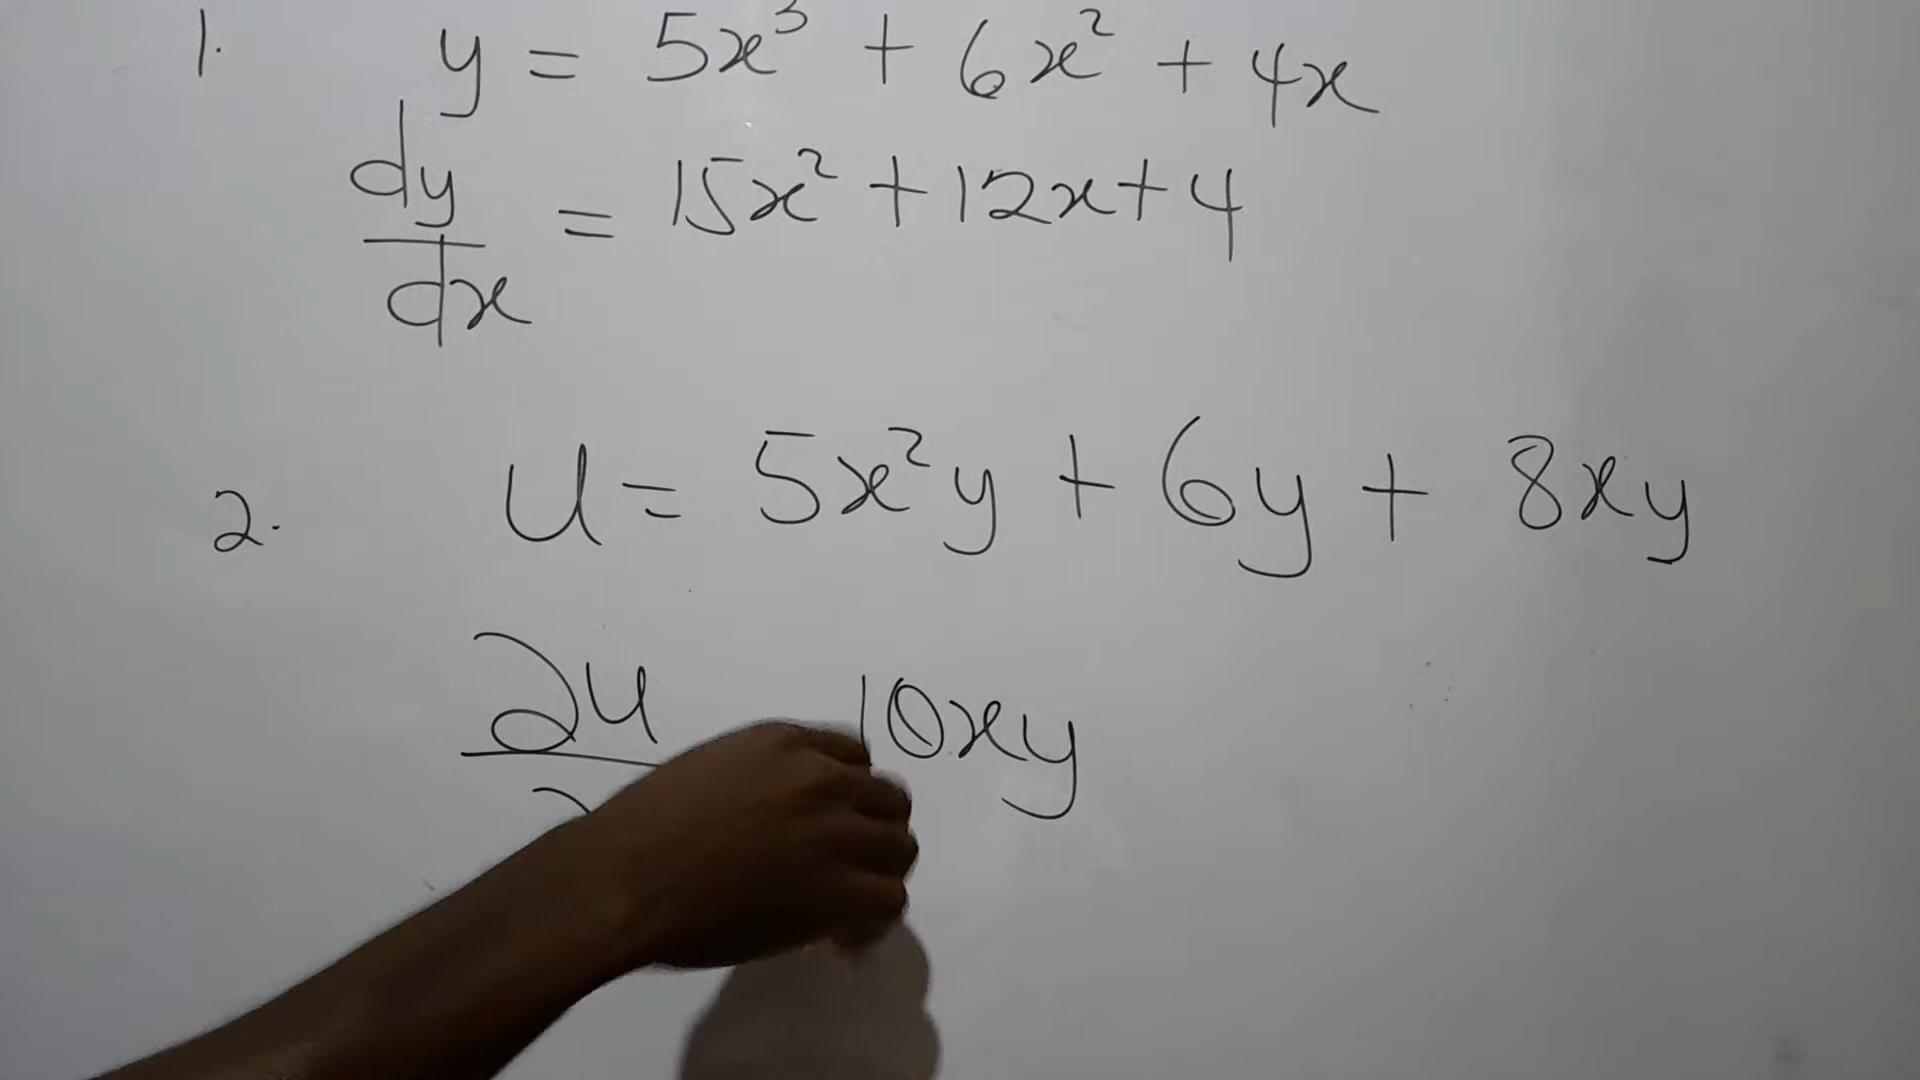 1. y = 5x³ + 6x² + 4x
dy/dx = 15x² + 12x + 4
2. u = 5x²y + 6y + 8xy
∂u 10xy